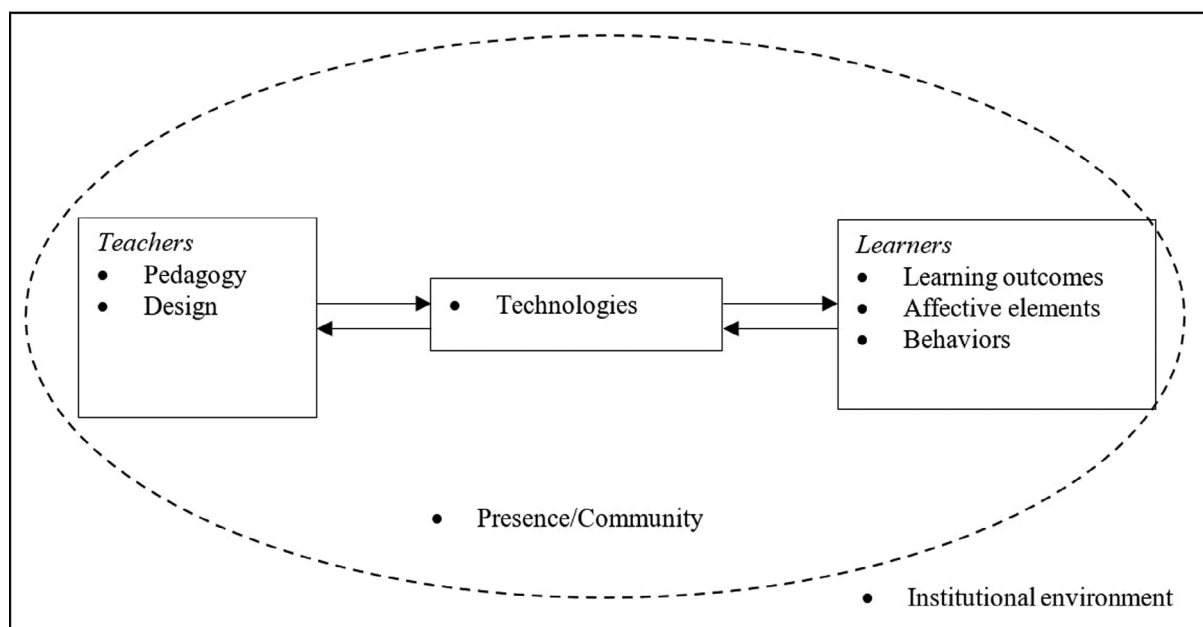 Teachers
● Pedagogy
● Design
● Technologies
Learners
● Learning outcomes
● Affective elements
● Behaviors
● Presence/Community
● Institutional environment